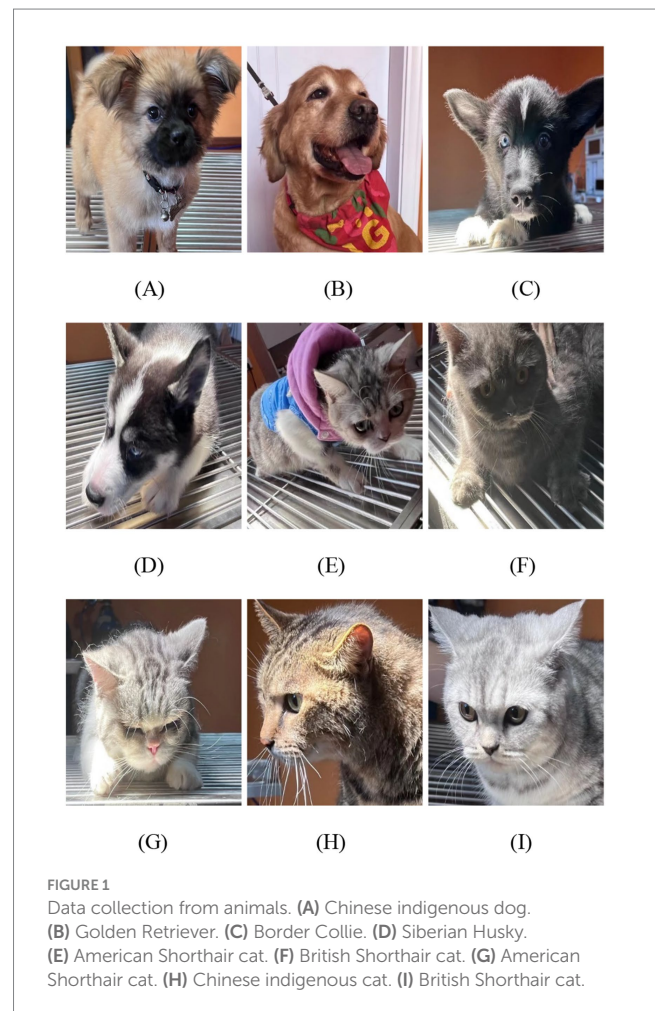 G
(A)
(B)
(C)
(D)
(E)
(F)
(G)
(H)
(I)
FIGURE 1
Data collection from animals. (A) Chinese indigenous dog.
(B) Golden Retriever. (C) Border Collie. (D) Siberian Husky.
(E) American Shorthair cat. (F) British Shorthair cat. (G) American
Shorthair cat. (H) Chinese indigenous cat. (I) British Shorthair cat.